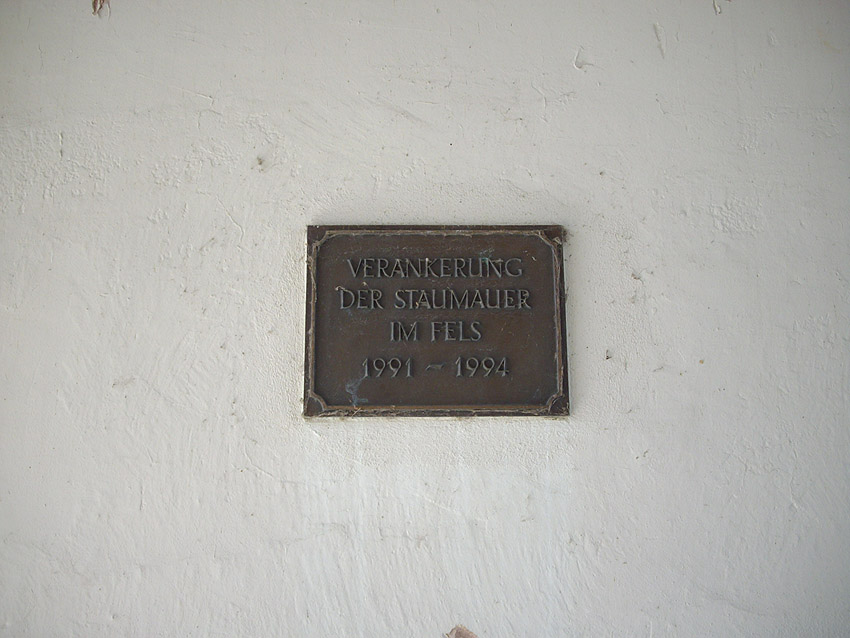 VERANKERUNG
DER STAUMAUER
IM FELS
1991 - 1994